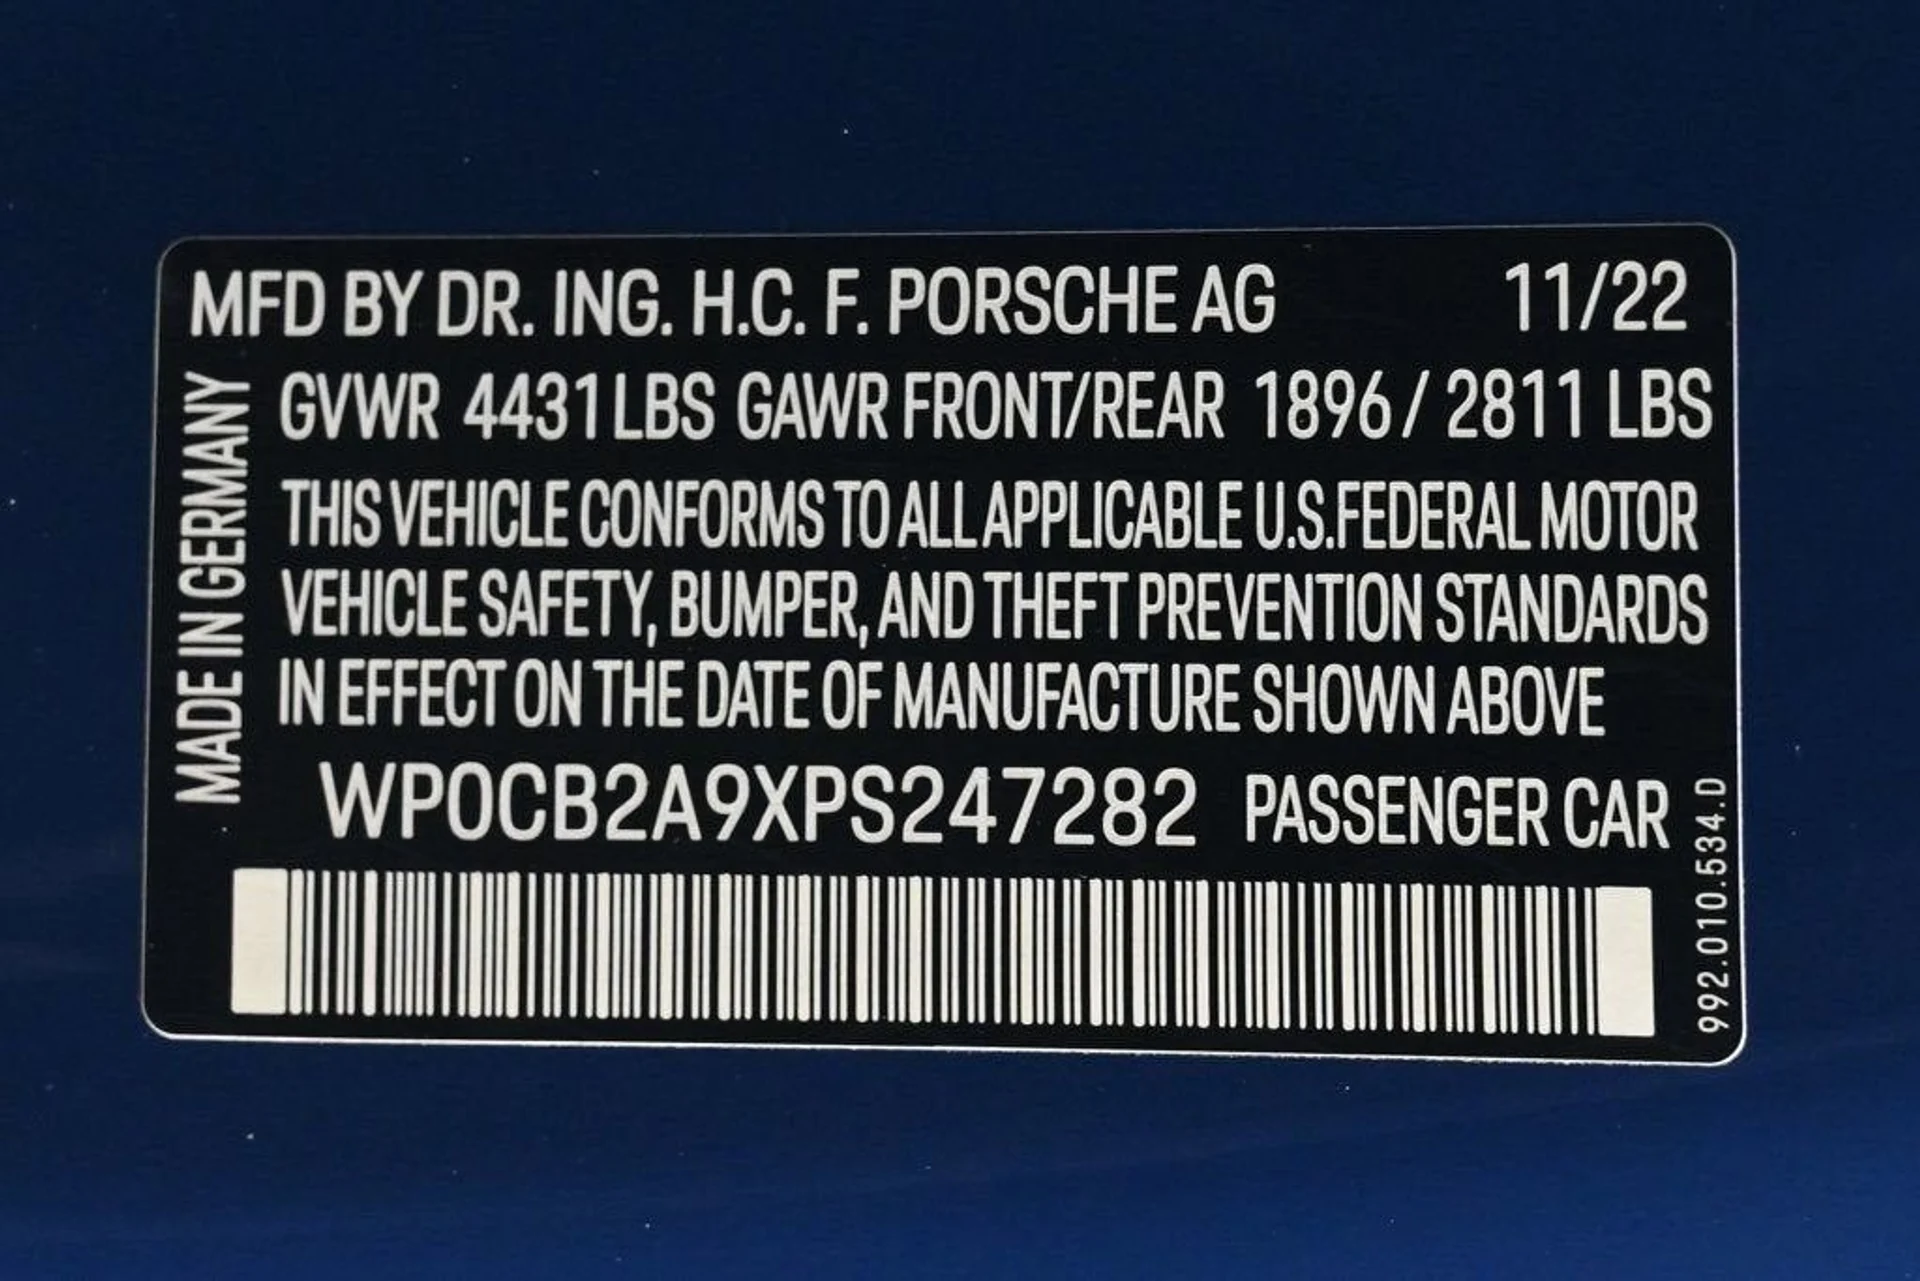 MFD BY DR. ING. H.C. F. PORSCHE AG 11/22
GVWR 4431 LBS GAWR FRONT/REAR 1896 / 2811 LBS
THIS VEHICLE CONFORMS TO ALL APPLICABLE U.S.FEDERAL MOTOR
VEHICLE SAFETY, BUMPER, AND THEFT PREVENTION STANDARDS
IN EFFECT ON THE DATE OF MANUFACTURE SHOWN ABOVE
WP0CB2A9XPS247282 PASSENGER CAR
MADE IN GERMANY
992.010.534.D